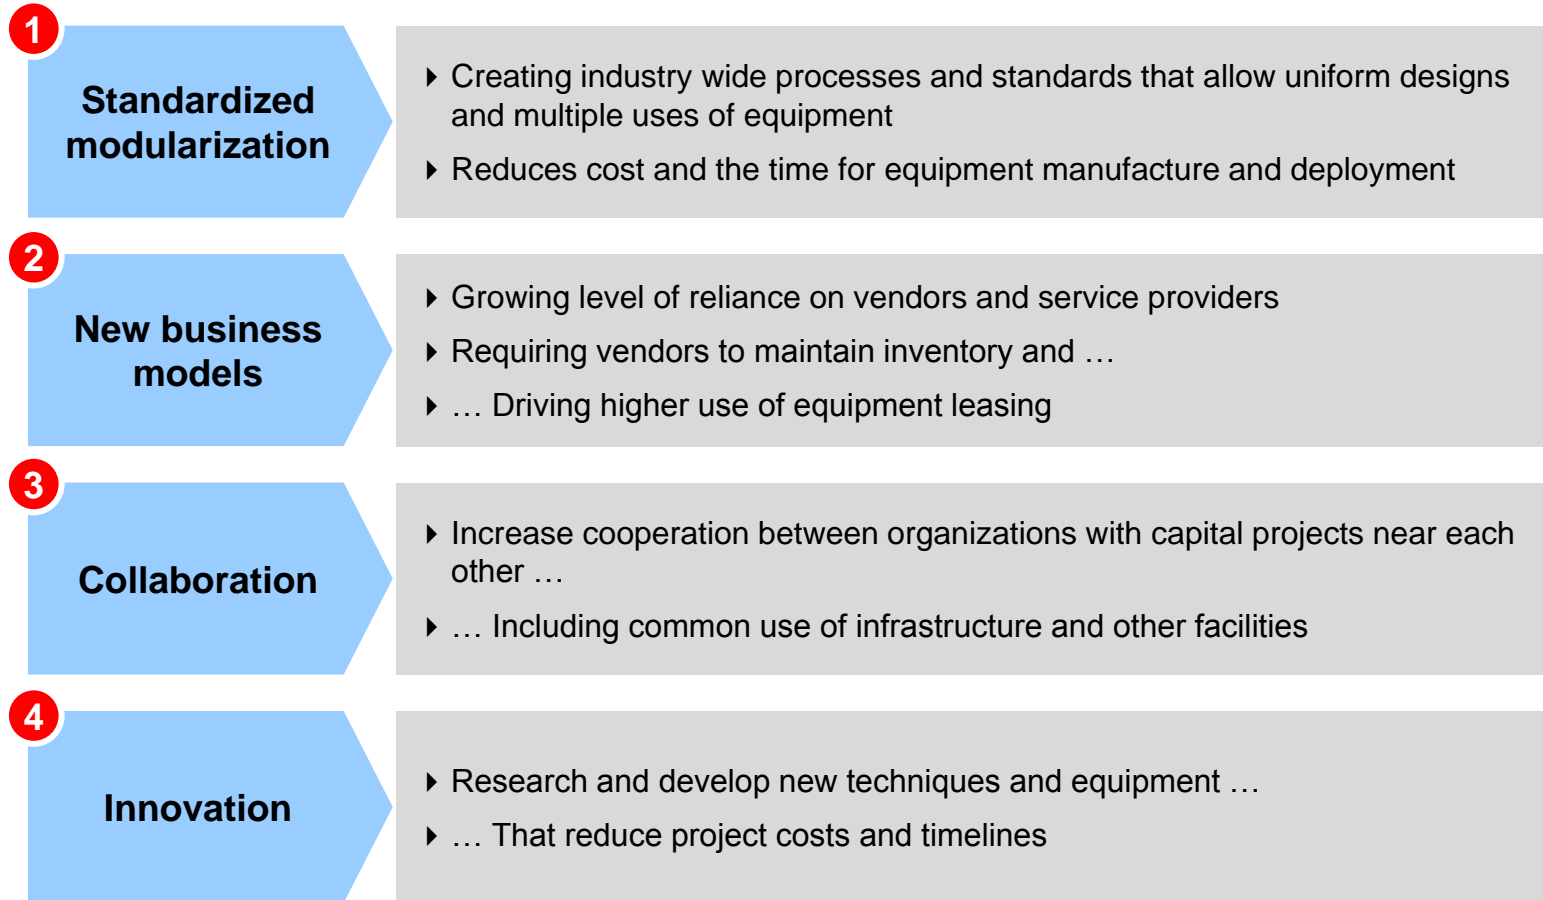 1
Standardized
modularization
Creating industry wide processes and standards that allow uniform designs
and multiple uses of equipment
Reduces cost and the time for equipment manufacture and deployment
2
New business
models
Growing level of reliance on vendors and service providers
Requiring vendors to maintain inventory and …
… Driving higher use of equipment leasing
3
Collaboration
Increase cooperation between organizations with capital projects near each
other …
… Including common use of infrastructure and other facilities
4
Innovation
Research and develop new techniques and equipment …
… That reduce project costs and timelines